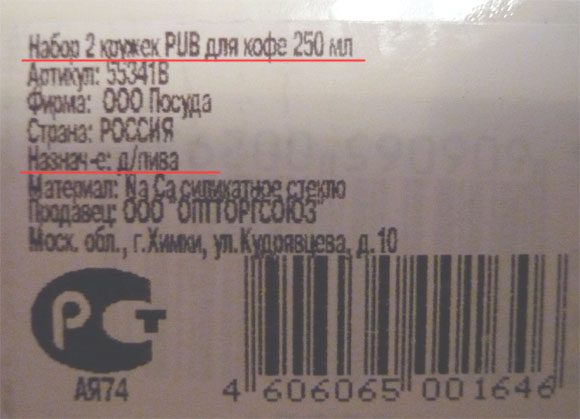 Набор 2 кружек PUB для кофе 250 мл
Артикул: 55341В
Фирма: ООО Посуда
Страна: РОССИЯ
Назнач-е: д/пива
Материал: Na Ca силикатное стекло
Продавец: ООО "ОПТТОРГСОЮЗ"
Моск. обл., г.Химки, ул.Кудрявцева, д.10
РСТ
АЯ74
4 606065 001646